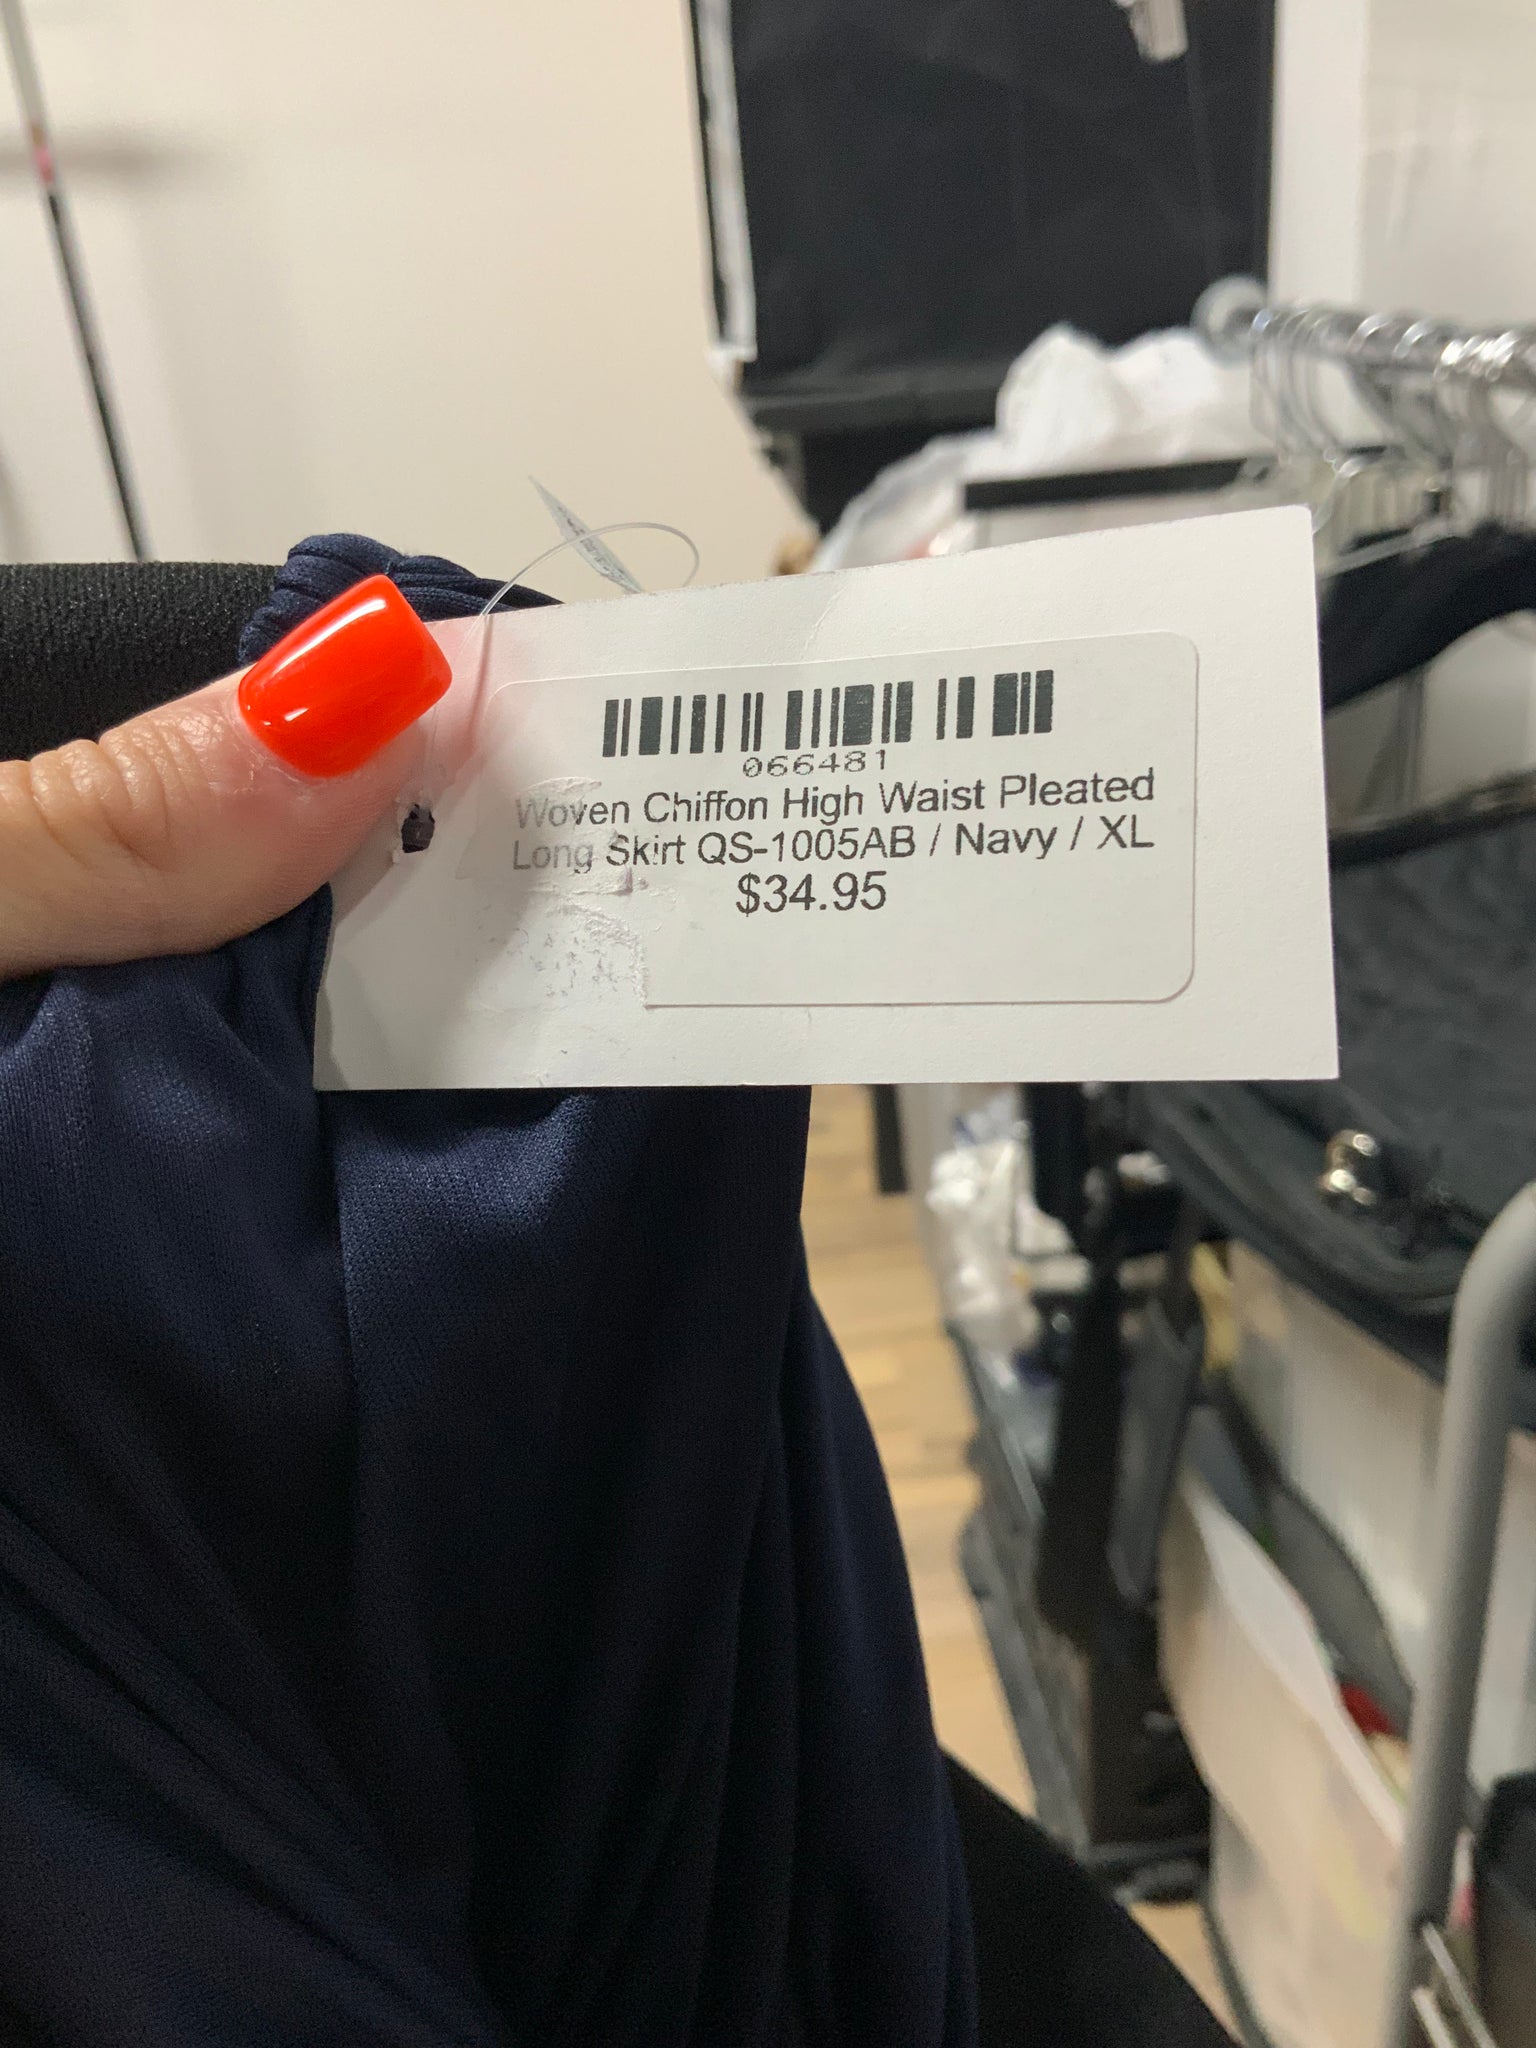 066481
Woven Chiffon High Waist Pleated
Long Skirt QS-1005AB / Navy / XL
$34.95